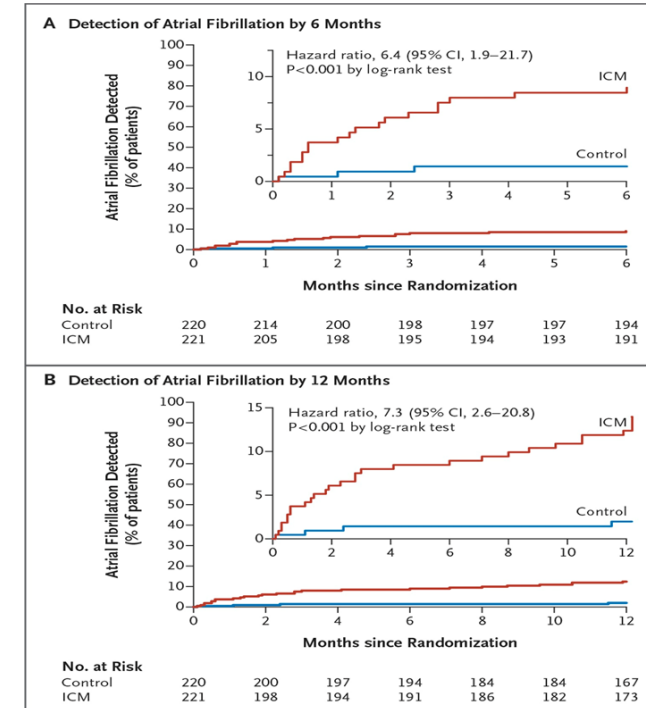 A Detection of Atrial Fibrillation by 6 Months
Atrial Fibrillation Detected
(% of patients)
100
90
80
70
60
50
40
30
20
10
0
Hazard ratio, 6.4 (95% CI, 1.9–21.7)
P<0.001 by log-rank test
10
5
0
ICM
Control
0 1 2 3 4 5 6
0 1 2 3 4 5 6
Months since Randomization
No. at Risk
Control 220 214 200 198 197 197 194
ICM 221 205 198 195 194 193 191
B Detection of Atrial Fibrillation by 12 Months
Atrial Fibrillation Detected
(% of patients)
100
90
80
70
60
50
40
30
20
10
0
Hazard ratio, 7.3 (95% CI, 2.6–20.8)
P<0.001 by log-rank test
15
10
5
0
ICM
Control
0 2 4 6 8 10 12
0 2 4 6 8 10 12
Months since Randomization
No. at Risk
Control 220 200 197 194 184 184 167
ICM 221 198 194 191 186 182 173